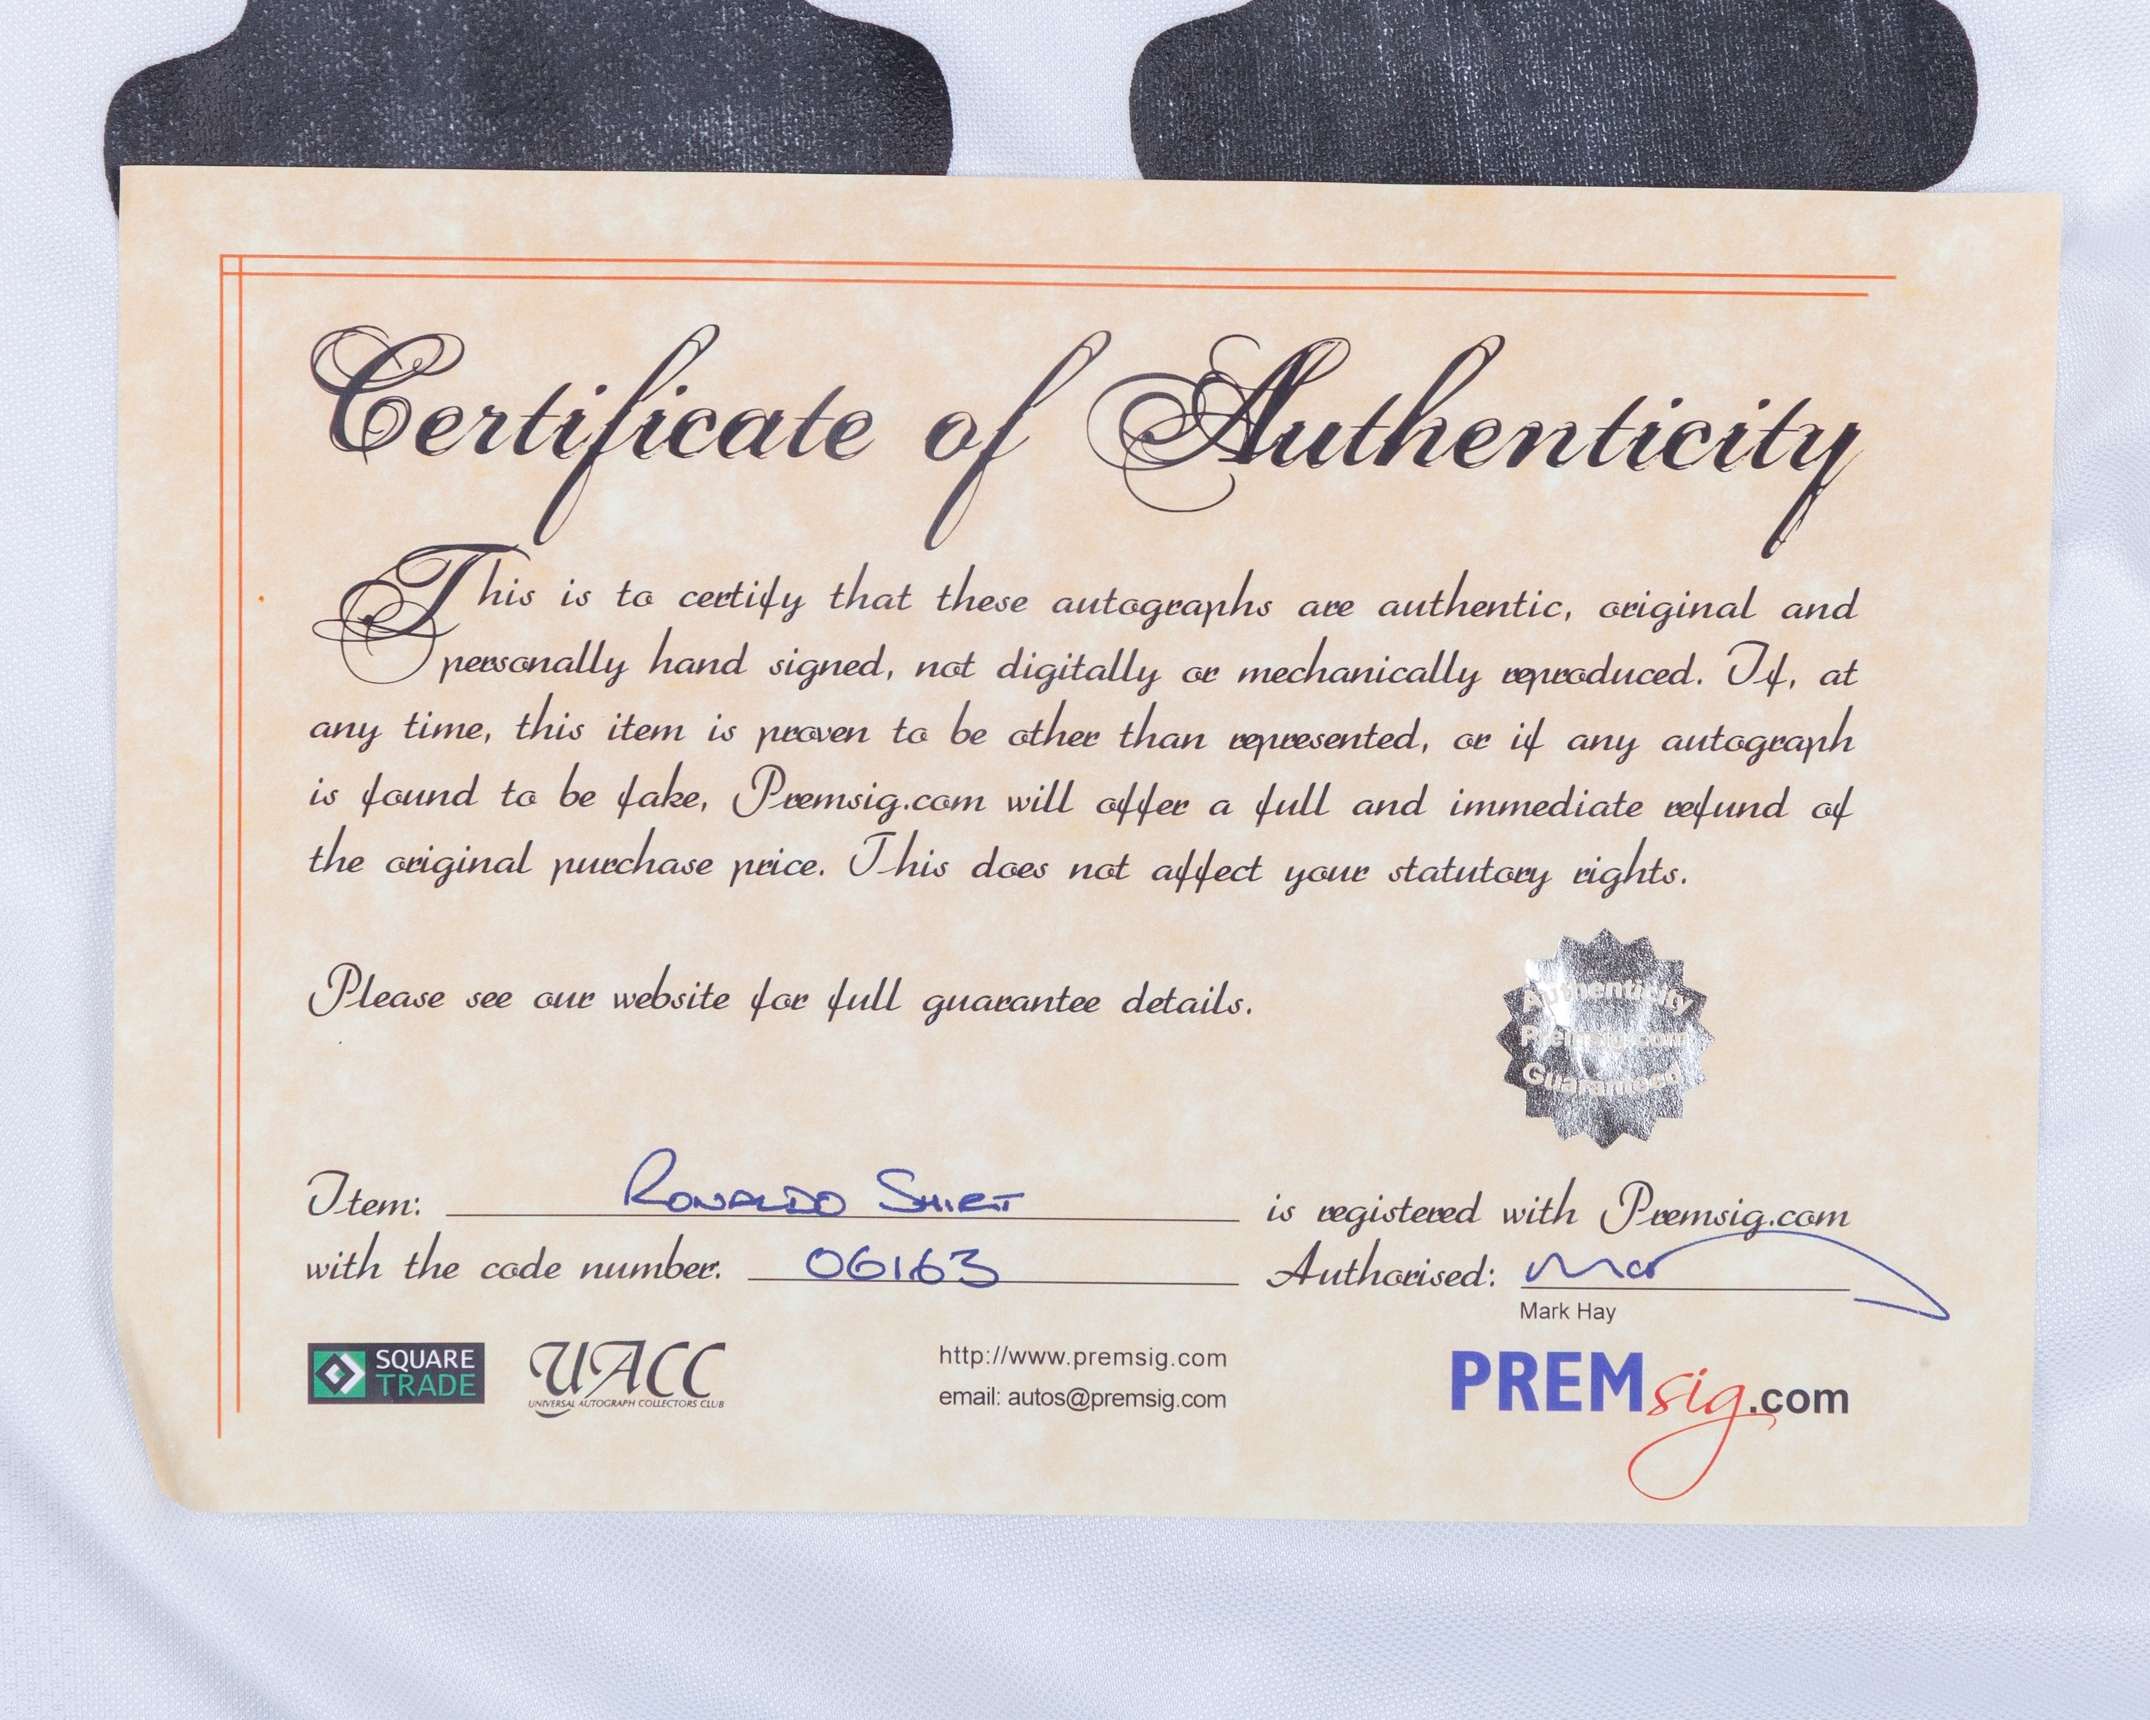 Certificate of Authenticity
This is to certify that these autographs are authentic, original and
personally hand signed, not digitally or mechanically reproduced. If, at
any time, this item is proven to be other than represented, or if any autograph
is found to be fake, Premsig.com will offer a full and immediate refund of
the original purchase price. This does not affect your statutory rights.
Please see our website for full guarantee details.
Authenticity
Premsig.com
Guaranteed
Item: RONALDO SHIRT is registered with Premsig.com
with the code number: 06163 Authorised:
Mark Hay
SQUARE
TRADE
UACC
UNIVERSAL AUTOGRAPH COLLECTORS CLUB
http://www.premsig.com
email: autos@premsig.com
PREMsig.com